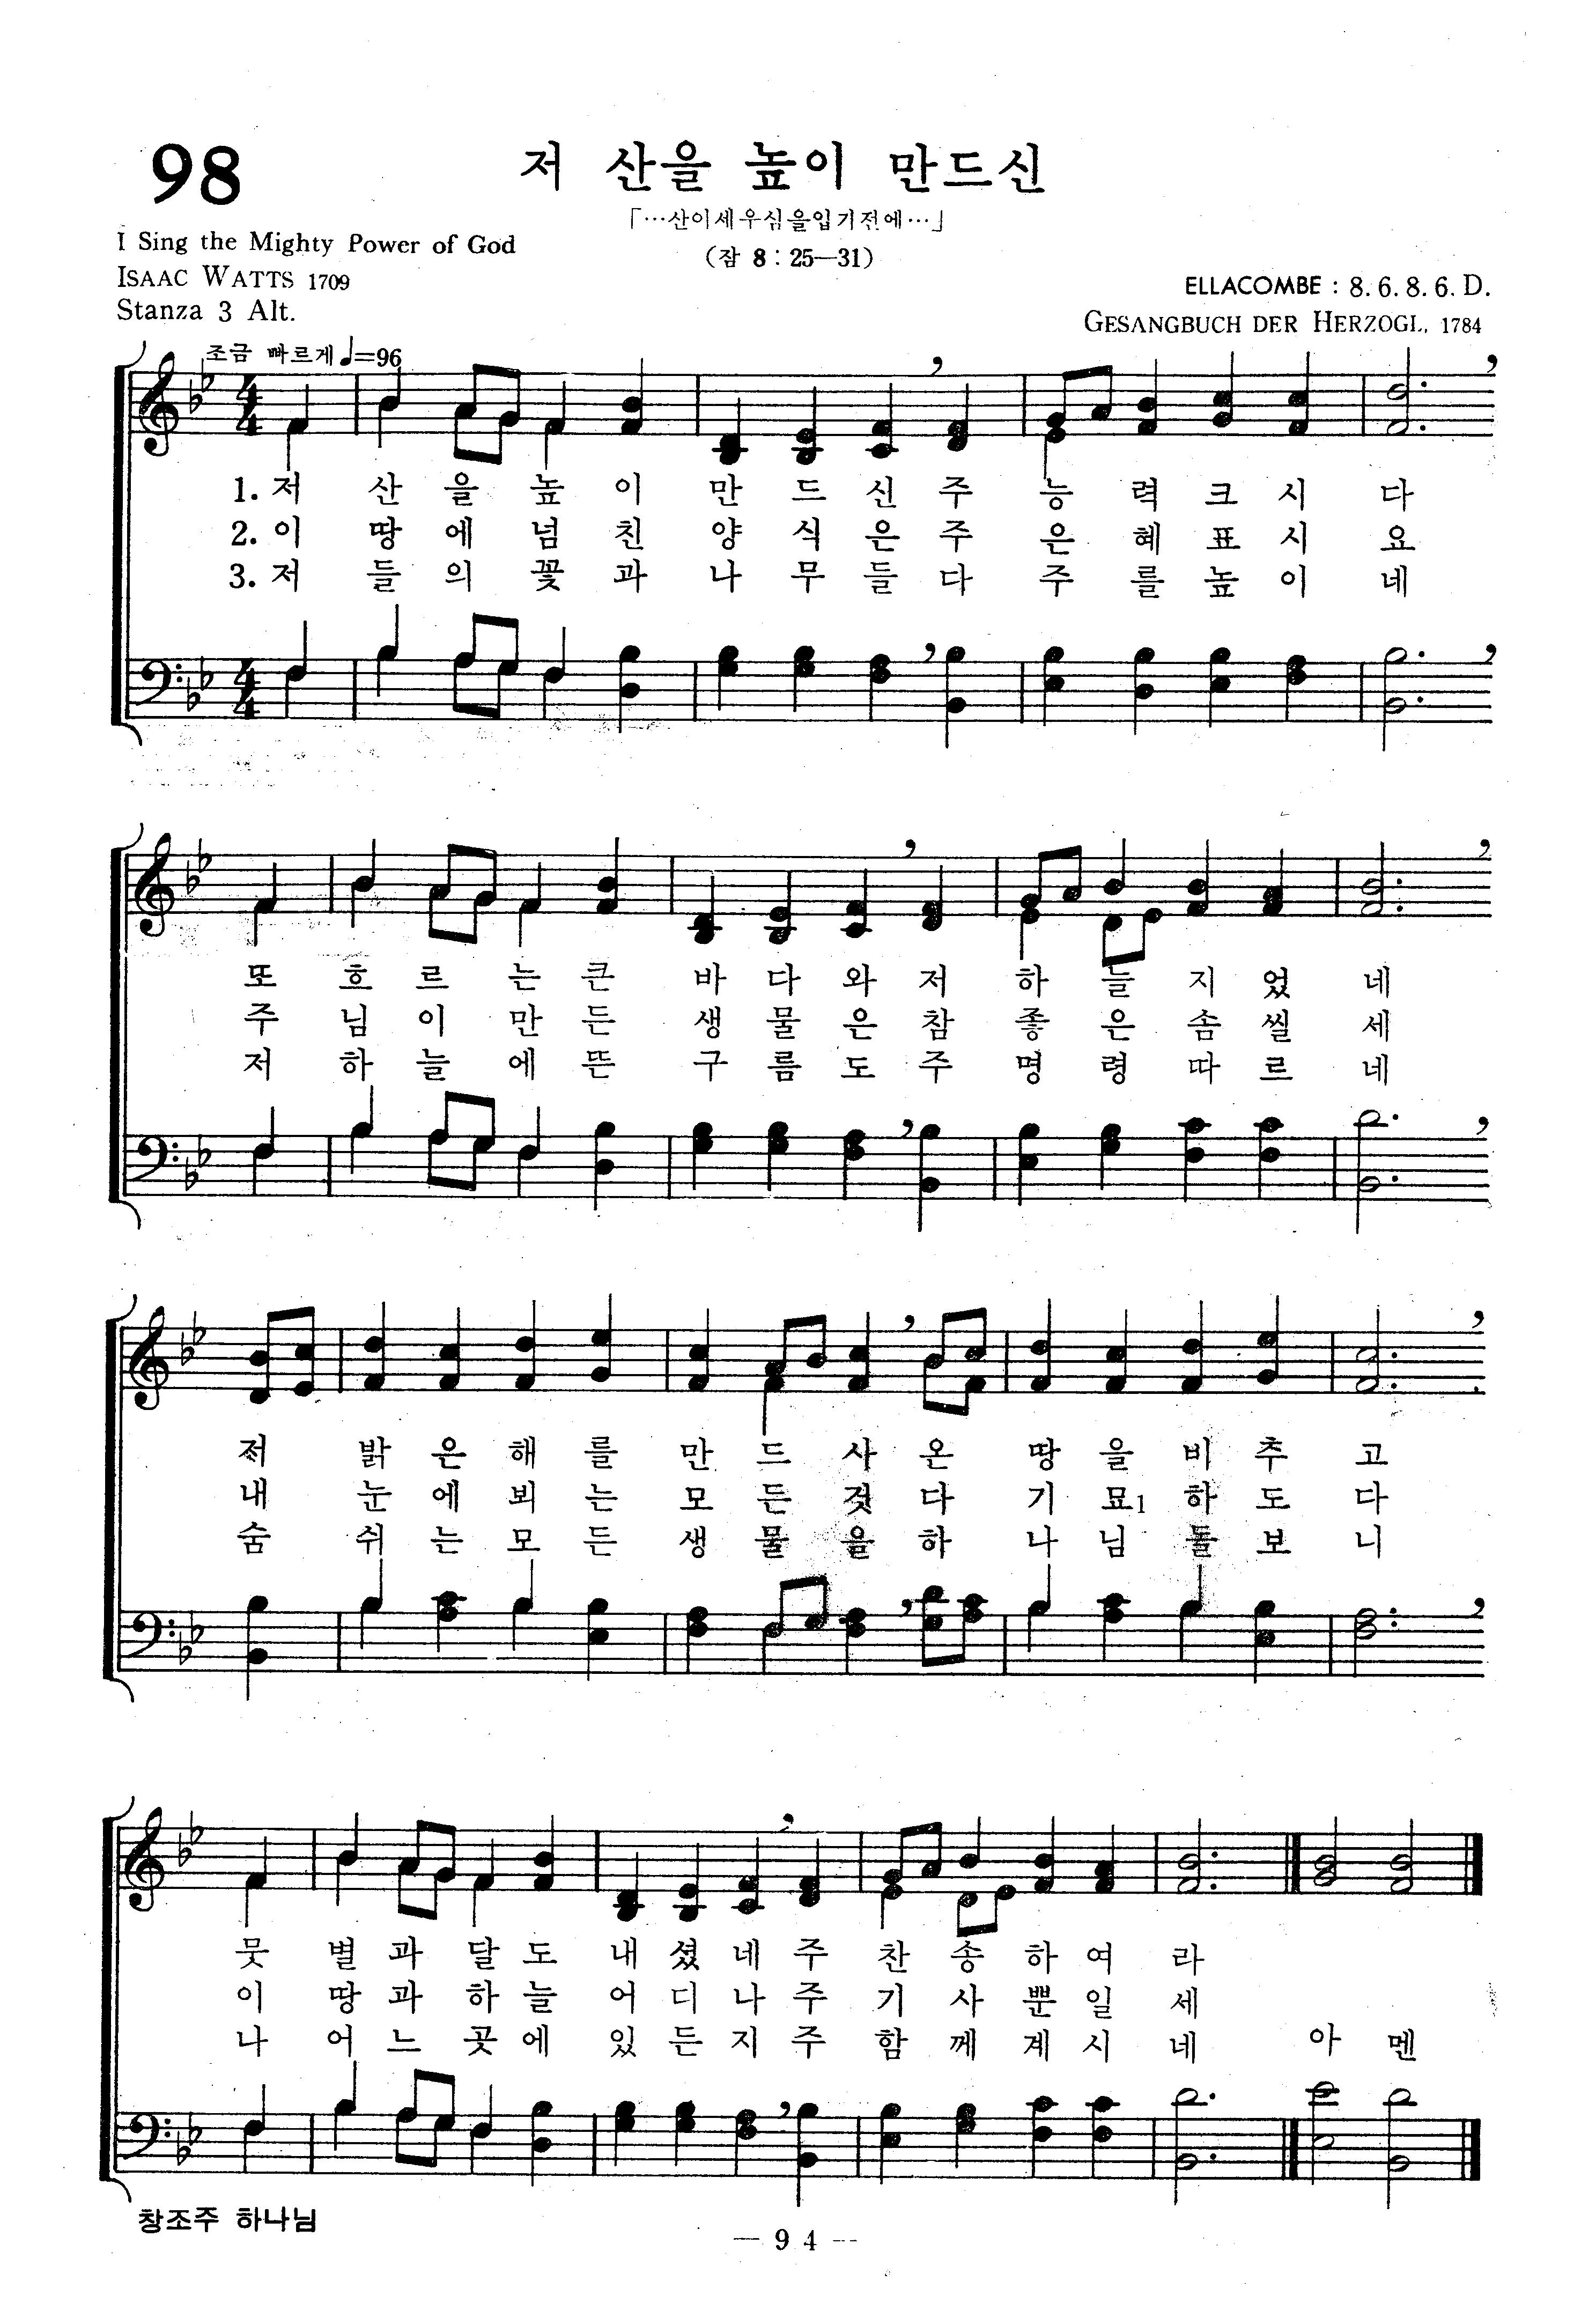 98
저 산을 높이 만드신
「…산이세우심을입기전에…」
(잠 8 : 25—31)
I Sing the Mighty Power of God
ISAAC WATTS 1709
Stanza 3 Alt.
ELLACOMBE : 8. 6. 8. 6. D.
GESANGBUCH DER HERZOGL. 1784
조금 빠르게 ♩=96
1. 저 산 을 높 이 만 드 신 주 능 력 크 시 다
2. 이 땅 에 넘 친 양 식 은 주 은 혜 표 시 요
3. 저 들 의 꽃 과 나 무 들 다 주 를 높 이 네
또 흐 르 는 큰 바 다 와 저 하 늘 지 었 네
주 님 이 만 든 생 물 은 참 좋 은 솜 씰 세
저 하 늘 에 뜬 구 름 도 주 명 령 따 르 네
저 밝 은 해 를 만 드 사 온 땅 을 비 추 고
내 눈 에 뵈 는 모 든 것 다 기 묘 하 도 다
숨 쉬 는 모 든 생 물 을 하 나 님 돌 보 니
뭇 별 과 달 도 내 셨 네 주 찬 송 하 여 라
이 땅 과 하 늘 어 디 나 주 기 사 뿐 일 세
나 어 느 곳 에 있 든 지 주 함 께 계 시 네 아 멘
창조주 하나님
— 9 4 --